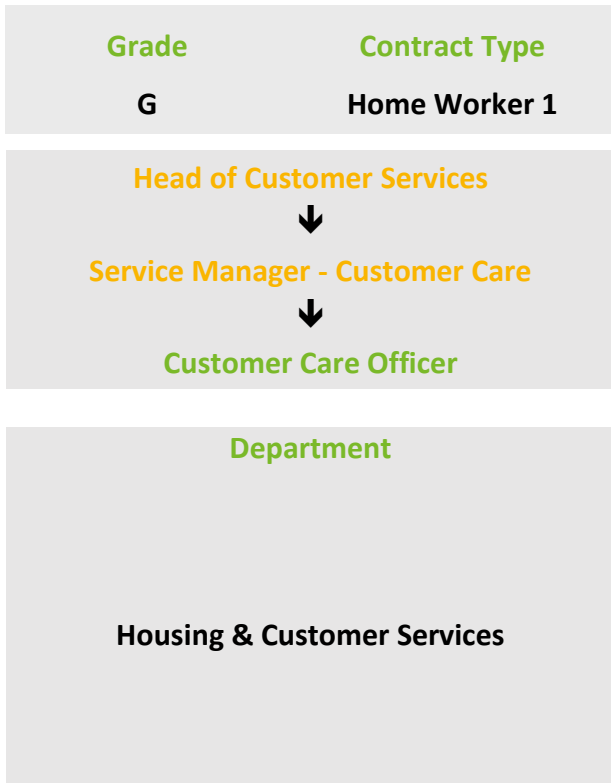 Grade Contract Type
G Home Worker 1
Head of Customer Services
↓
Service Manager - Customer Care
↓
Customer Care Officer
Department
Housing & Customer Services